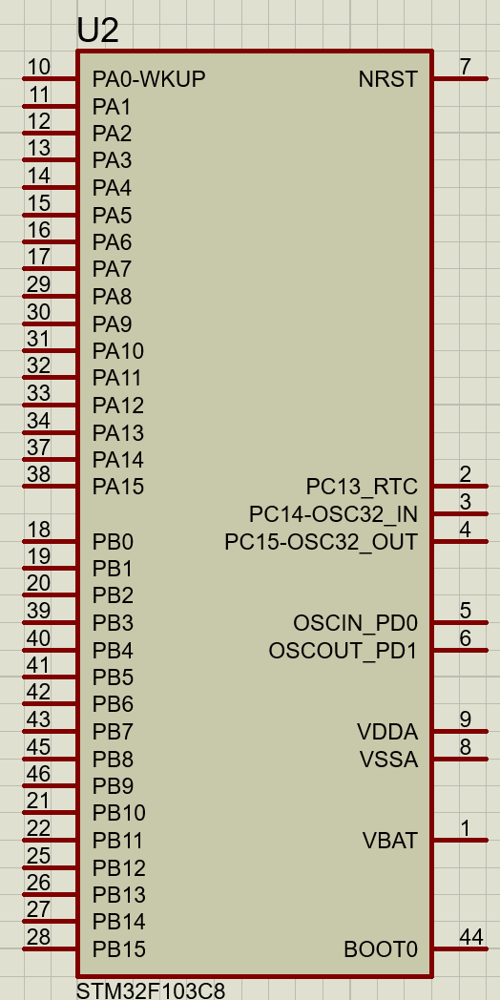 U2
10 PA0-WKUP NRST 7
11 PA1
12 PA2
13 PA3
14 PA4
15 PA5
16 PA6
17 PA7
29 PA8
30 PA9
31 PA10
32 PA11
33 PA12
34 PA13
37 PA14
38 PA15 PC13_RTC 2
PC14-OSC32_IN 3
18 PB0 PC15-OSC32_OUT 4
19 PB1
20 PB2
39 PB3 OSCIN_PD0 5
40 PB4 OSCOUT_PD1 6
41 PB5
42 PB6
43 PB7 VDDA 9
45 PB8 VSSA 8
46 PB9
21 PB10
22 PB11 VBAT 1
25 PB12
26 PB13
27 PB14
28 PB15 BOOT0 44
STM32F103C8